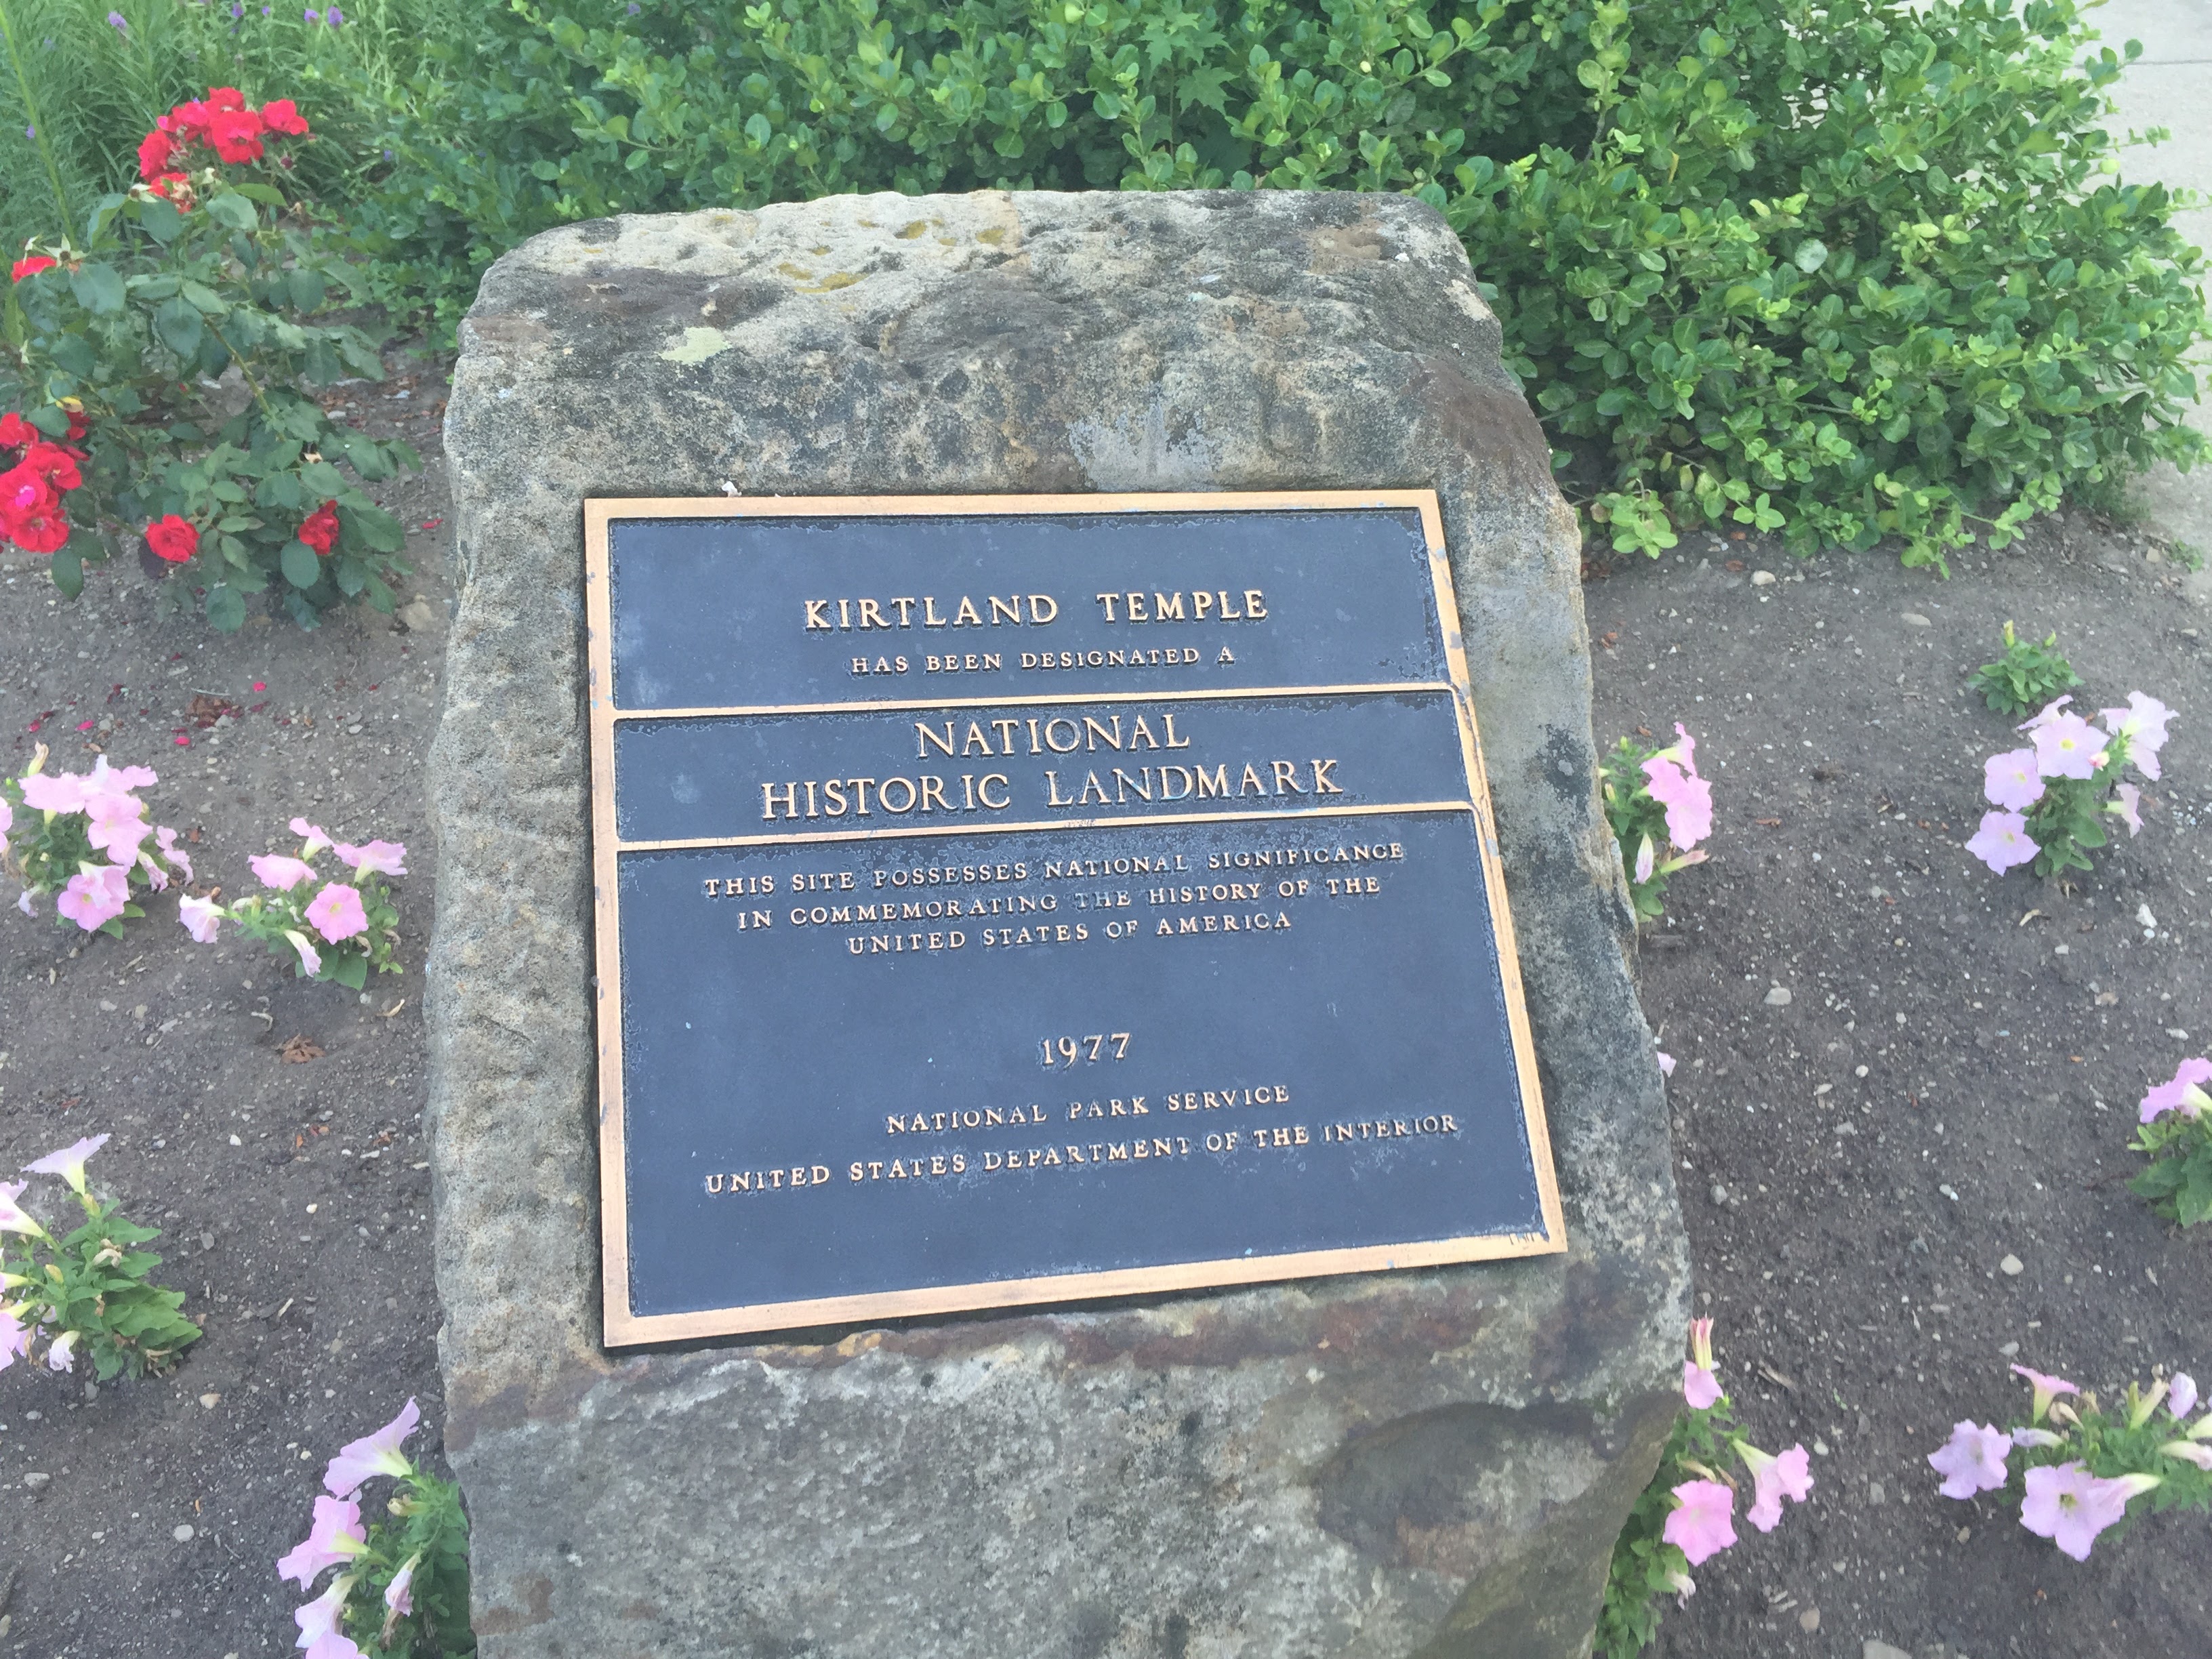 KIRTLAND TEMPLE
HAS BEEN DESIGNATED A
NATIONAL
HISTORIC LANDMARK
THIS SITE POSSESSES NATIONAL SIGNIFICANCE
IN COMMEMORATING THE HISTORY OF THE
UNITED STATES OF AMERICA
1977
NATIONAL PARK SERVICE
UNITED STATES DEPARTMENT OF THE INTERIOR